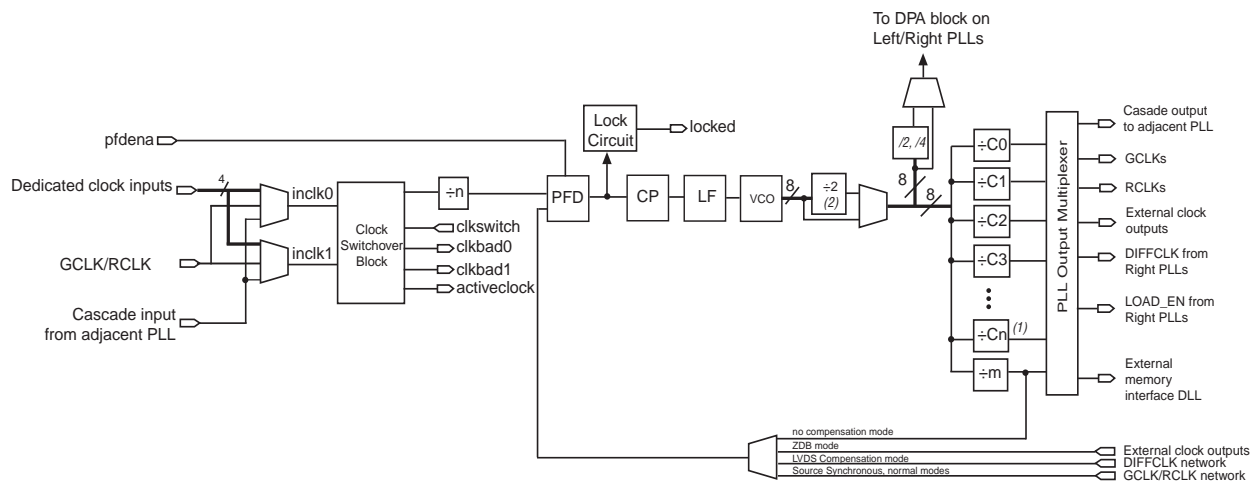 To DPA block on
Left/Right PLLs
Lock
Circuit
locked
pfdena
/2, /4
Casade output
to adjacent PLL
÷C0
GCLKs
÷C1
RCLKs
÷C2
External clock
outputs
÷C3
DIFFCLK from
Right PLLs
LOAD_EN from
Right PLLs
÷Cn
(1)
÷m
External
memory
interface DLL
PLL Output Multiplexer
Dedicated clock inputs
4
inclk0
÷n
PFD
CP
LF
VCO
8
÷2
(2)
8
8
Clock
Switchover
Block
clkswitch
clkbad0
clkbad1
activeclock
inclk1
GCLK/RCLK
Cascade input
from adjacent PLL
no compensation mode
ZDB mode
External clock outputs
LVDS Compensation mode
DIFFCLK network
Source Synchronous, normal modes
GCLK/RCLK network